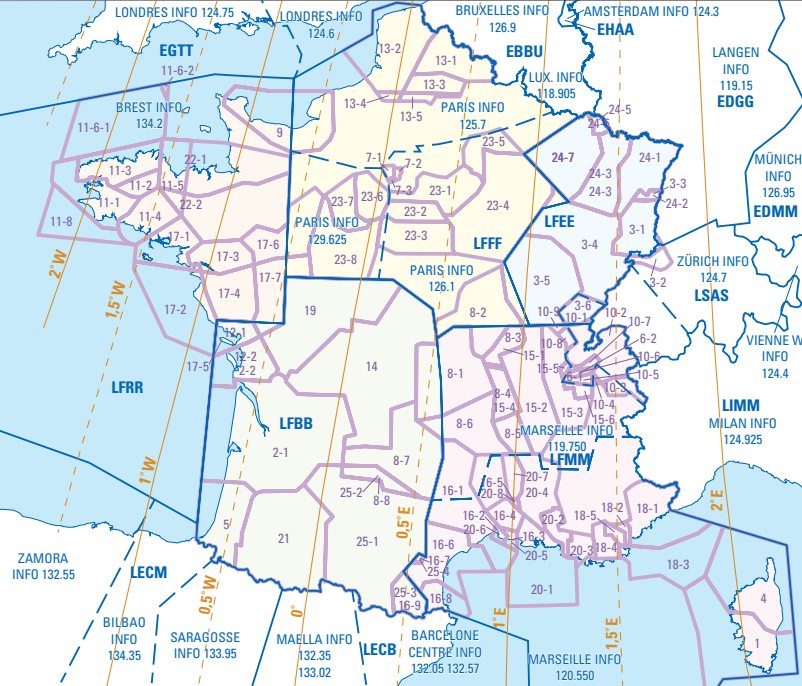 LONDRES INFO 124.75
LONDRES INFO
124.6
BRUXELLES INFO
126.9
AMSTERDAM INFO 124.3
EHAA
EGTT
EBBU
LANGEN
INFO
119.15
EDGG
LUX. INFO
118.905
11-6-2
BREST INFO
134.2
11-6-1
13-2
13-1
13-3
13-4
13-5
PARIS INFO
125.7
9
24-5
23-5
24-7
24-1
24-3
24-3
3-3
24-2
MÜNICH
INFO
126.95
EDMM
7-1
7-2
7-3
22-1
11-3
11-2
11-5
11-1
11-4
22-2
11-8
17-1
23-7
23-6
23-1
23-2
23-3
23-4
23-8
PARIS INFO
129.625
LFFF
LFEE
3-4
3-1
3-2
3-5
ZÜRICH INFO
124.7
LSAS
17-3
17-6
17-7
17-4
17-2
PARIS INFO
126.1
8-2
2°W
1,5°W
19
14
12-1
12-2
2-2
17-5
3-6
10-9
10-1
10-2
10-7
6-2
10-8
10-6
10-5
10-3
10-4
15-6
15-3
15-5
6-1
8-3
15-1
8-1
8-4
15-4
15-2
8-6
8-5
VIENNE W
INFO
124.4
LFRR
LFBB
2-1
8-7
MARSEILLE INFO
119.750
LFMM
LIMM
MILAN INFO
124.925
1°W
25-2
8-8
5
21
25-1
0,5°E
16-1
16-5
20-8
20-7
20-4
16-2
20-6
16-4
16-3
20-5
20-2
18-5
18-2
18-1
20-3
18-4
2°E
16-6
16-7
25-4
25-3
16-9
16-8
20-1
18-3
4
1
ZAMORA
INFO 132.55
LECM
0,5°W
0°
1°E
1,5°E
BILBAO
INFO
134.35
SARAGOSSE
INFO 133.95
MAELLA INFO
132.35
133.02
LECB
BARCELONE
CENTRE INFO
132.05 132.57
MARSEILLE INFO
120.550